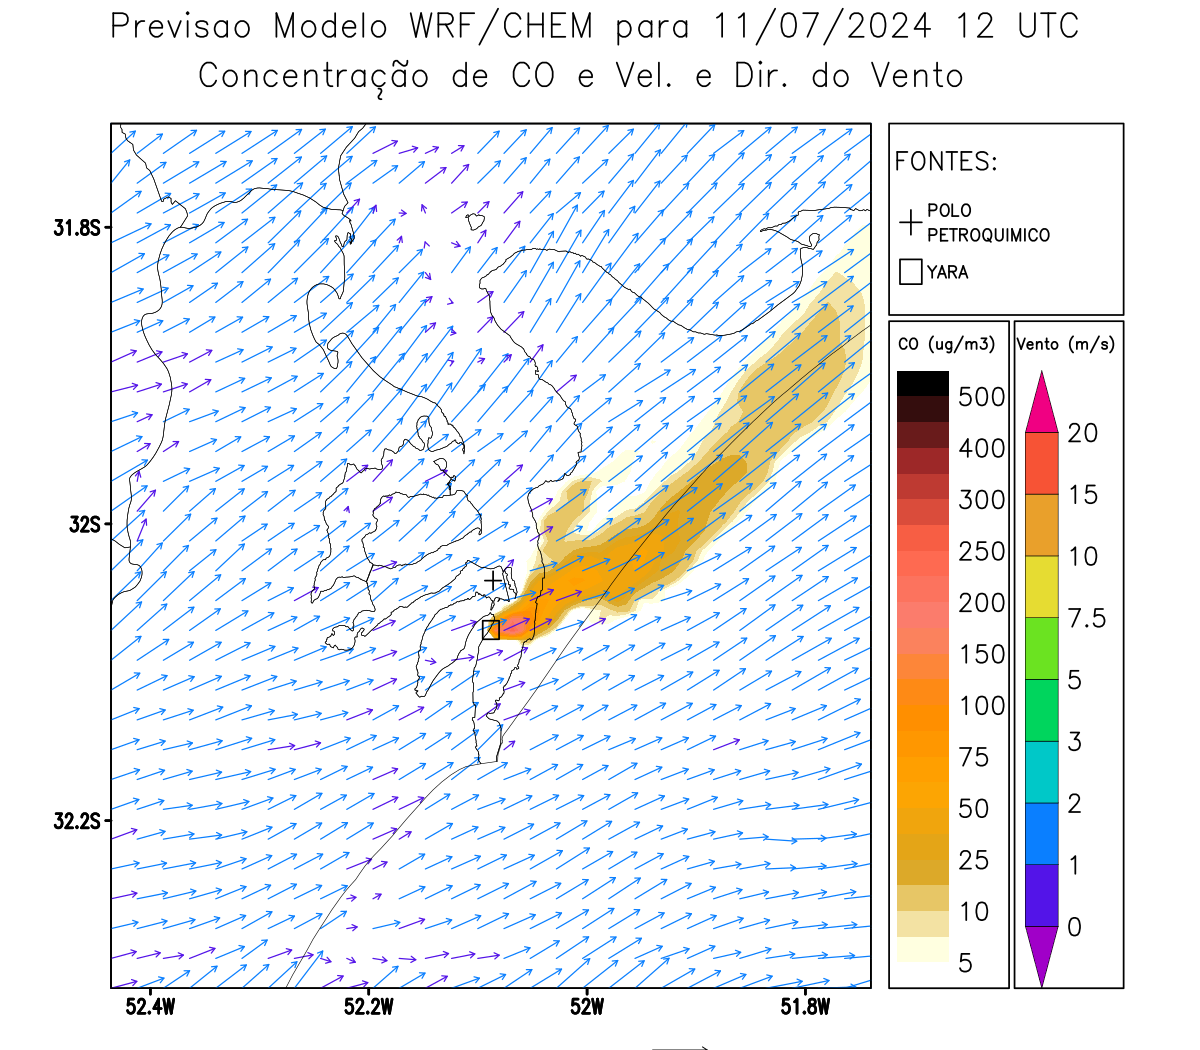 Previsao Modelo WRF/CHEM para 11/07/2024 12 UTC
Concentração de CO e Vel. e Dir. do Vento
FONTES:
POLO
PETROQUIMICO
YARA
CO (ug/m3)
500
400
300
250
200
150
100
75
50
25
10
5
Vento (m/s)
20
15
10
7.5
5
3
2
1
0
31.8S
32S
32.2S
52.4W
52.2W
52W
51.8W